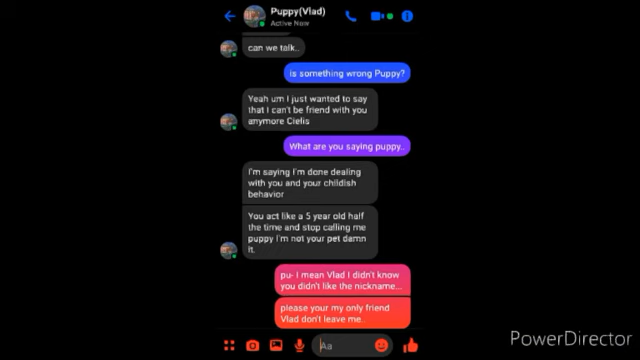 Puppy(Vlad)
Active Now
can we talk..
is something wrong Puppy?
Yeah um I just wanted to say
that I can't be friend with you
anymore Cielis
What are you saying puppy..
I'm saying I'm done dealing
with you and your childish
behavior
You act like a 5 year old half
the time and stop calling me
puppy I'm not your pet damn
it.
pu- I mean Vlad I didn't know
you didn't like the nickname...
please your my only friend
Vlad don't leave me..
Aa
PowerDirector